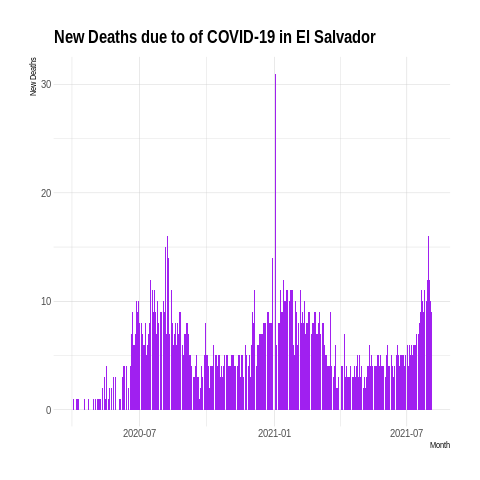 New Deaths due to of COVID-19 in El Salvador
New Deaths
30
20
10
0
2020-07
2021-01
2021-07
Month